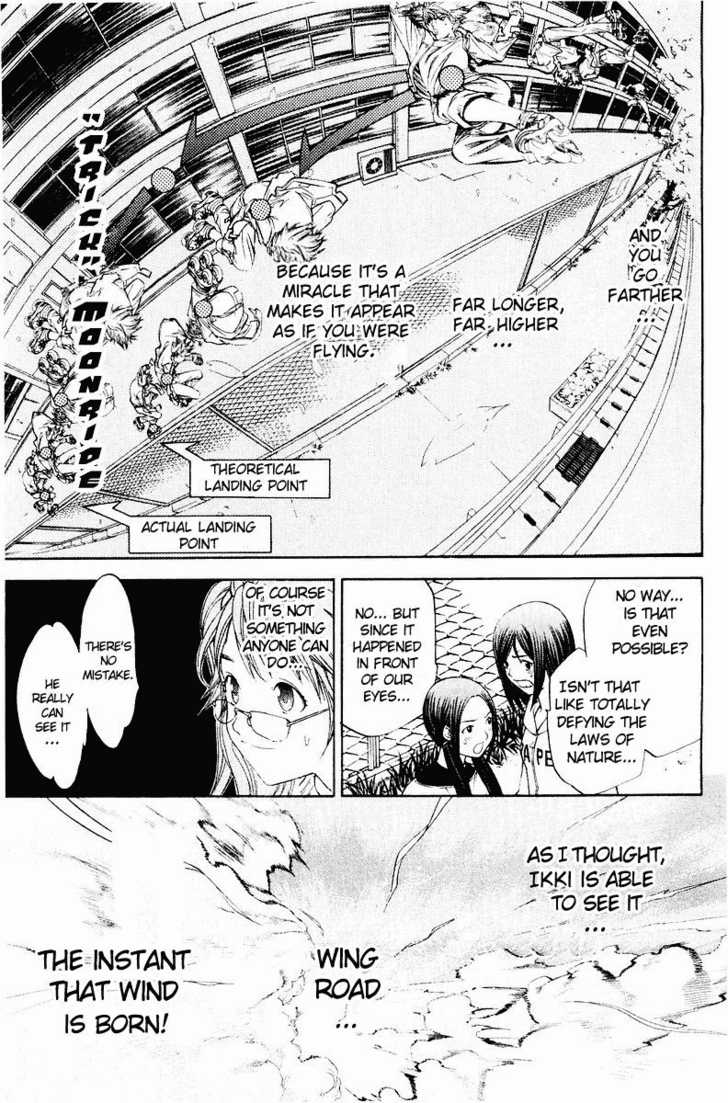 AND
YOU
GO
FARTHER
...
FAR LONGER,
FAR HIGHER
...
BECAUSE IT'S A
MIRACLE THAT
MAKES IT APPEAR
AS IF YOU WERE
FLYING.
"TRICK" MOONRIDE
THEORETICAL
LANDING POINT
ACTUAL LANDING
POINT
NO WAY...
IS THAT
EVEN
POSSIBLE?
ISN'T THAT
LIKE TOTALLY
DEFYING THE
LAWS OF
NATURE...
NO... BUT
SINCE IT
HAPPENED
IN FRONT
OF OUR
EYES...
APE
OF COURSE
IT'S NOT
SOMETHING
ANYONE CAN
DO...
THERE'S
NO
MISTAKE.
HE
REALLY
CAN
SEE IT
...
AS I THOUGHT,
IKKI IS ABLE
TO SEE IT
...
WING
ROAD
...
THE INSTANT
THAT WIND
IS BORN!